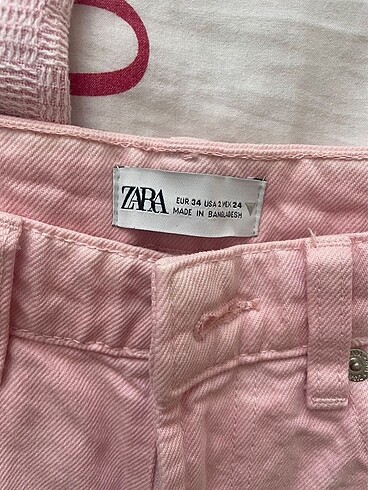 ZARA
EUR 34 USA 2 MEX 24
MADE IN BANGLADESH